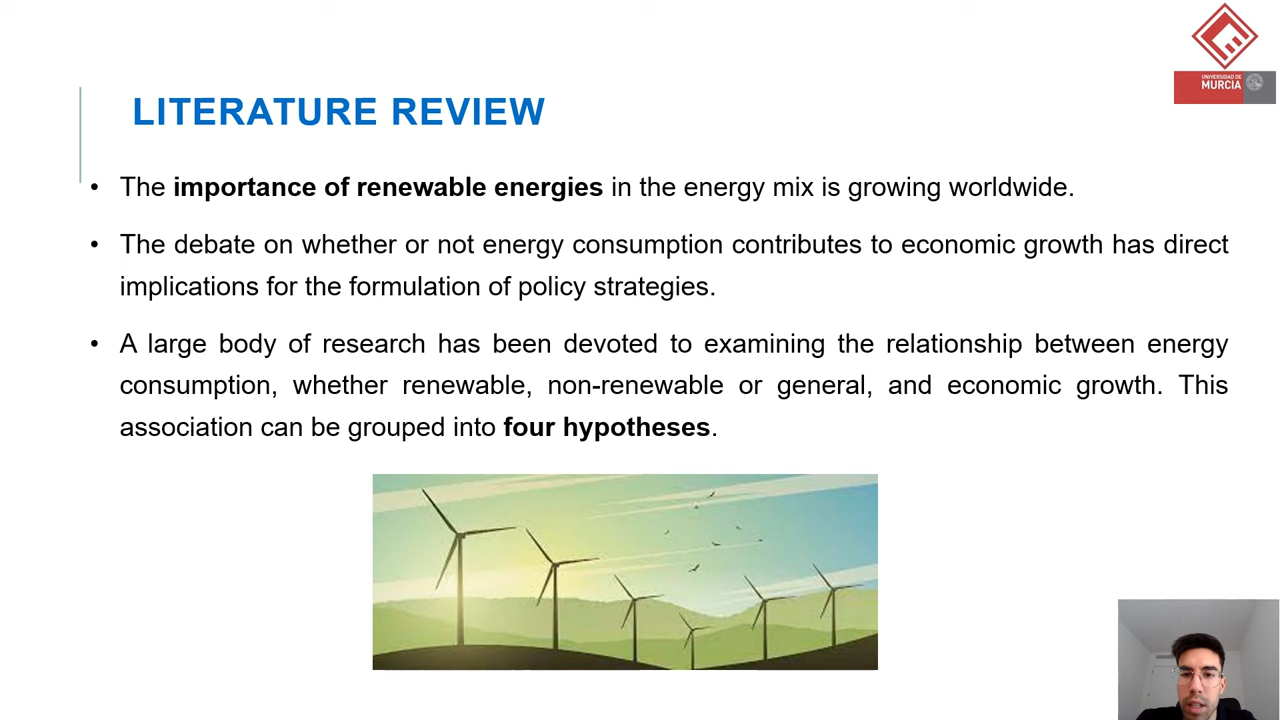 UNIVERSIDAD DE
MURCIA
LITERATURE REVIEW
• The importance of renewable energies in the energy mix is growing worldwide.
• The debate on whether or not energy consumption contributes to economic growth has direct
implications for the formulation of policy strategies.
• A large body of research has been devoted to examining the relationship between energy
consumption, whether renewable, non-renewable or general, and economic growth. This
association can be grouped into four hypotheses.